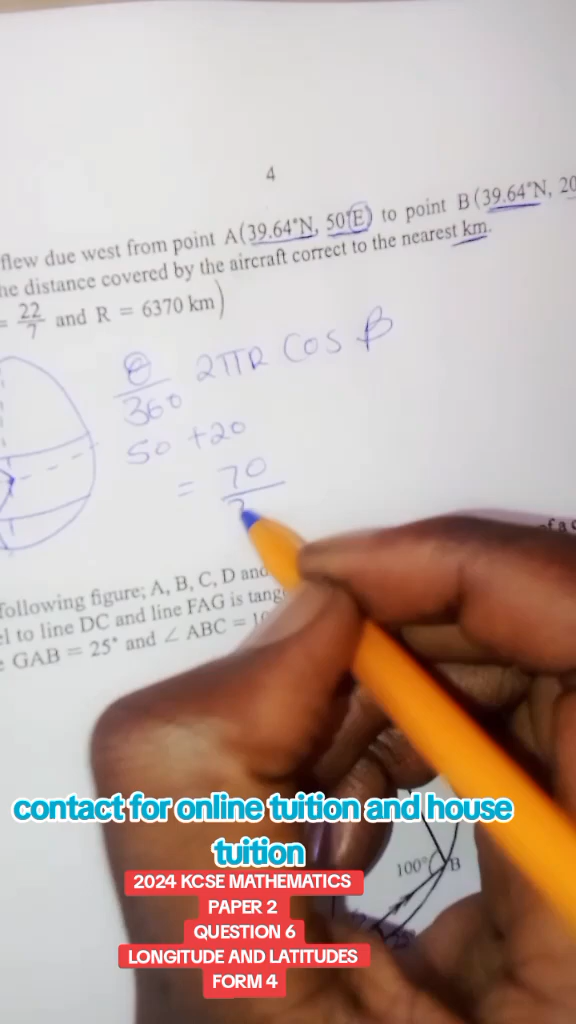 4
flew due west from point A(39.64°N, 50°E) to point B(39.64°N, 20
he distance covered by the aircraft correct to the nearest km.
= 22/7 and R = 6370 km)
θ/360 2πR cos β
50 +20
= 70/3
following figure; A, B, C, D and
el to line DC and line FAG is tang
GAB = 25° and ∠ ABC = 10
100°
B
contact for online tuition and house
tuition
2024 KCSE MATHEMATICS
PAPER 2
QUESTION 6
LONGITUDE AND LATITUDES
FORM 4